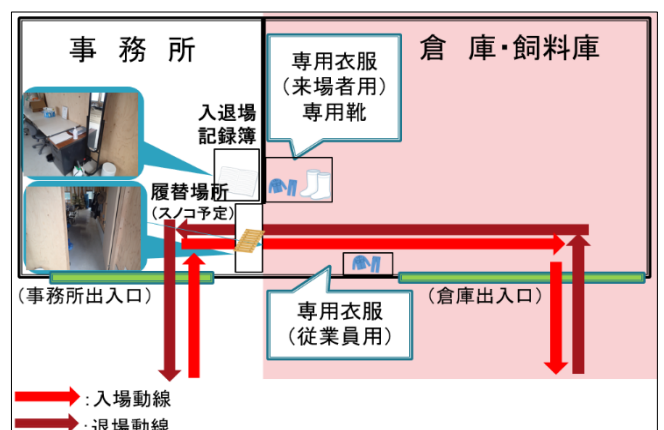 事務所
倉庫・飼料庫
専用衣服
(来場者用)
専用靴
入退場
記録簿
履替場所
(スノコ予定)
(事務所出入口)
専用衣服
(従業員用)
(倉庫出入口)
:入場動線
:退場動線